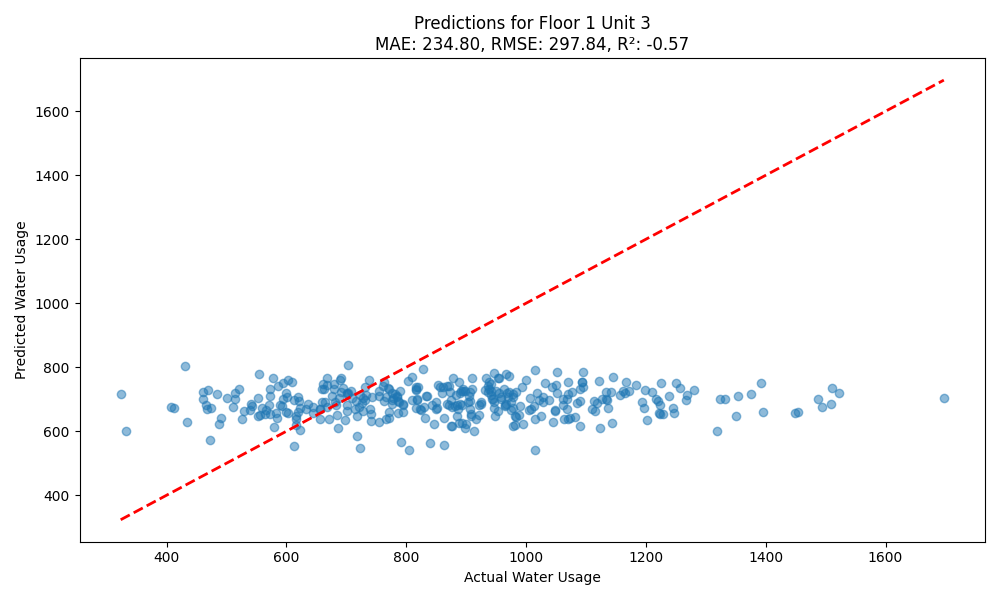 Predictions for Floor 1 Unit 3
MAE: 234.80, RMSE: 297.84, R²: -0.57
Predicted Water Usage
1600
1400
1200
1000
800
600
400
400 600 800 1000 1200 1400 1600
Actual Water Usage